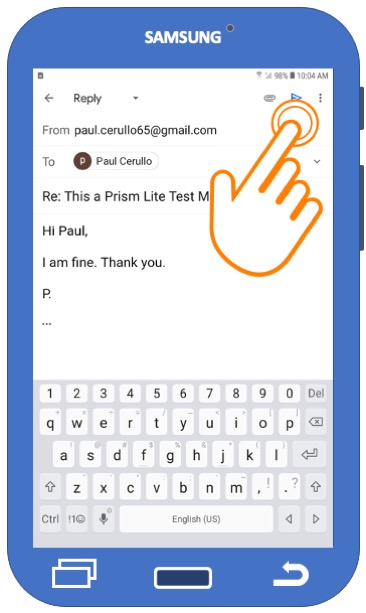 SAMSUNG
98% 10:04 AM
Reply
From paul.cerullo65@gmail.com
To P Paul Cerullo
Re: This a Prism Lite Test M
Hi Paul,
I am fine. Thank you.
P.
...
1 2 3 4 5 6 7 8 9 0 Del
q w e r t y u i o p
a s d f g h j k l
z x c v b n m , ! . ?
Ctrl !1☺ English (US)